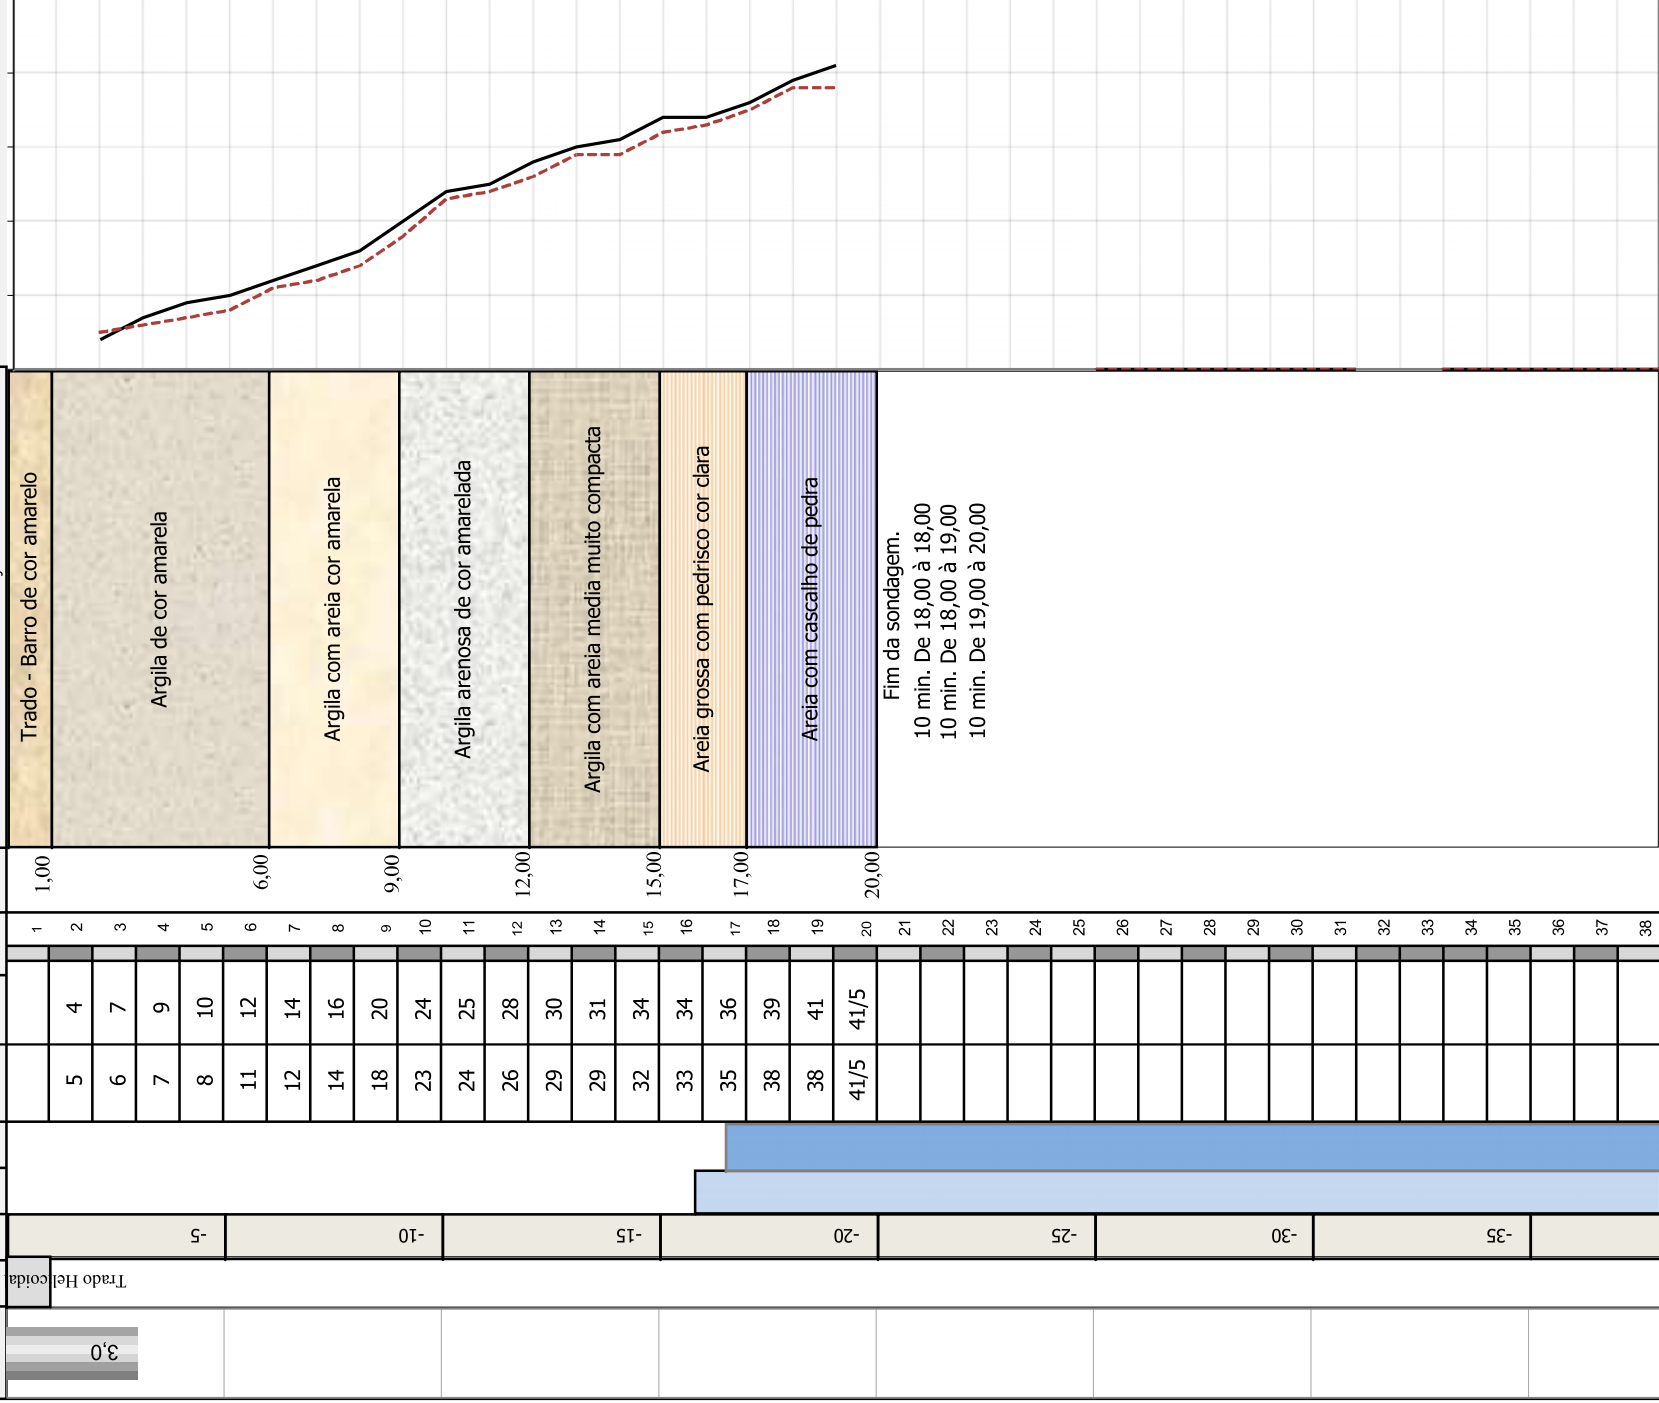 Trado - Barro de cor amarelo
Argila de cor amarela
Argila com areia cor amarela
Argila arenosa de cor amarelada
Argila com areia media muito compacta
Areia grossa com pedrisco cor clara
Areia com cascalho de pedra
Fim da sondagem.
10 min. De 18,00 à 18,00
10 min. De 18,00 à 19,00
10 min. De 19,00 à 20,00
1,00 6,00 9,00 12,00 15,00 17,00 20,00
1 2 3 4 5 6 7 8 9 10 11 12 13 14 15 16 17 18 19 20 21 22 23 24 25 26 27 28 29 30 31 32 33 34 35 36 37 38
4 7 9 10 12 14 16 20 24 25 28 30 31 34 34 36 39 41 41/5
5 6 7 8 11 12 14 18 23 24 26 29 29 32 33 35 38 38 41/5
-5 -10 -15 -20 -25 -30 -35
Trado Helicoidal
3,0